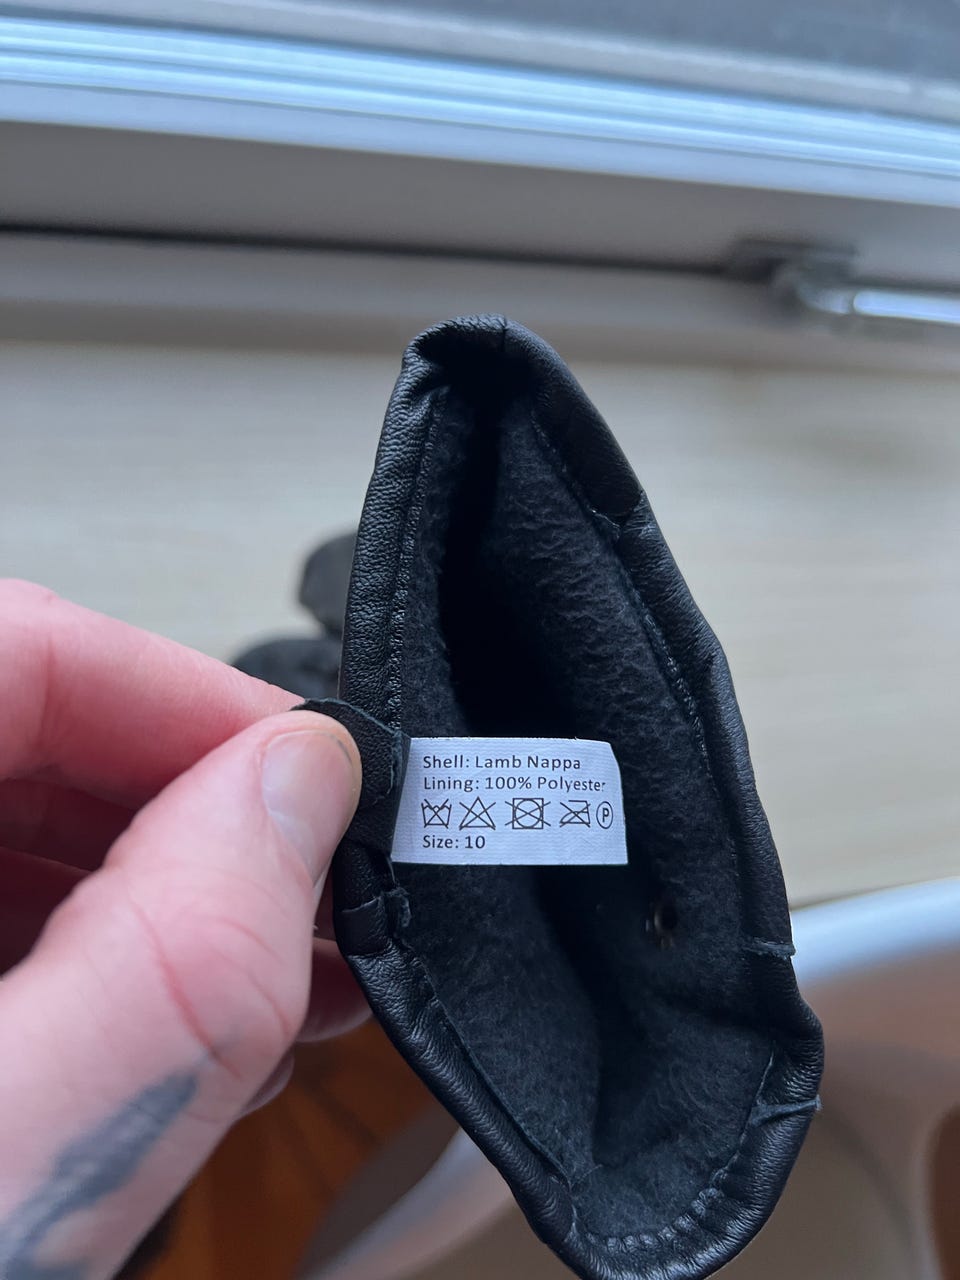 Shell: Lamb Nappa
Lining: 100% Polyester
P
Size: 10